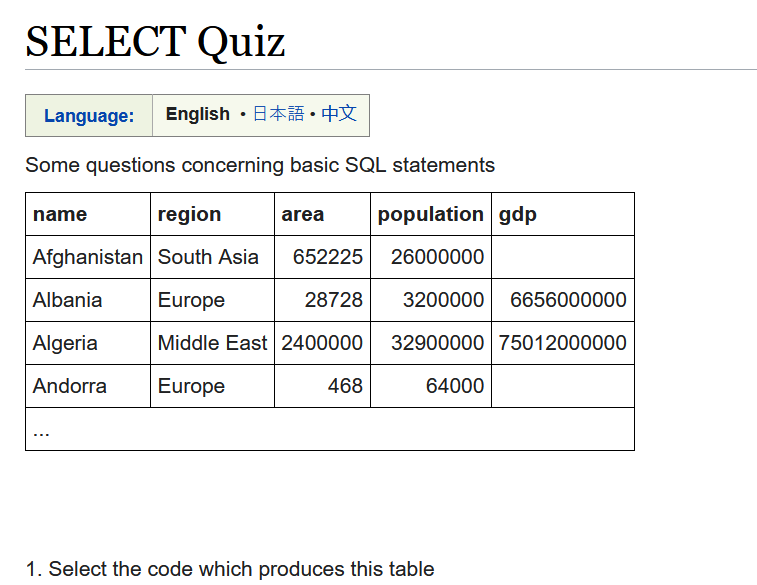 SELECT Quiz
Language: English • 日本語 • 中文
Some questions concerning basic SQL statements
name region area population gdp
Afghanistan South Asia 652225 26000000
Albania Europe 28728 3200000 6656000000
Algeria Middle East 2400000 32900000 75012000000
Andorra Europe 468 64000
...
1. Select the code which produces this table